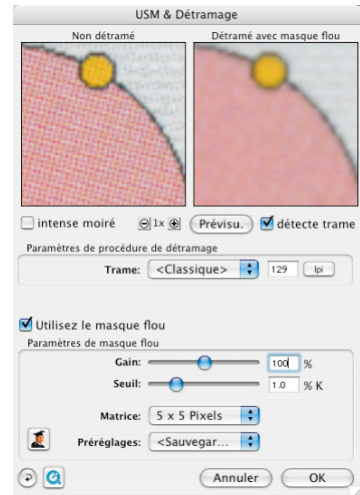 USM & Détramage
Non détramé Détramé avec masque flou
intense moiré 1x Prévisu. détecte trame
Paramètres de procédure de détramage
Trame: <Classique> 129 lpi
Utilisez le masque flou
Paramètres de masque flou
Gain: 100 %
Seuil: 1.0 % K
Matrice: 5 x 5 Pixels
Préréglages: <Sauvegar...
Annuler OK